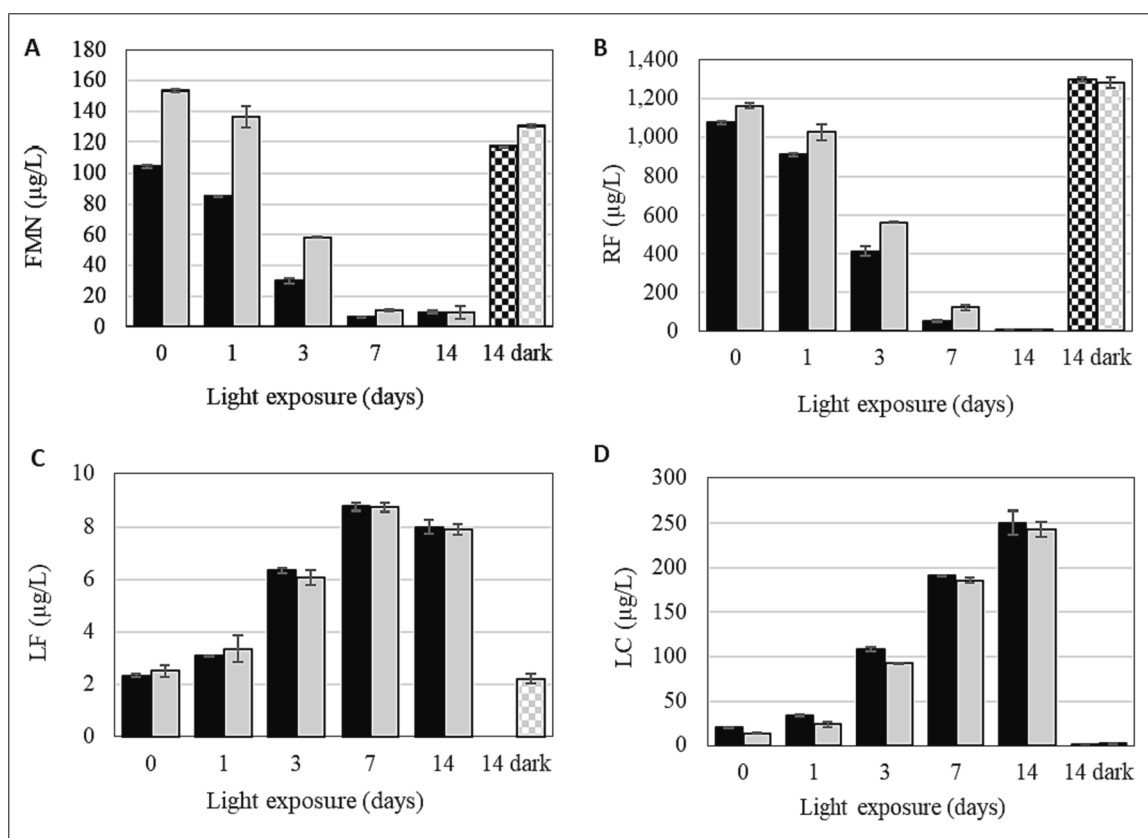 A
180
160
140
120
100
80
60
40
20
0
FMN (µg/L)
0 1 3 7 14 14 dark
Light exposure (days)
B
1,400
1,200
1,000
800
600
400
200
0
RF (µg/L)
0 1 3 7 14 14 dark
Light exposure (days)
C
10
8
6
4
2
0
LF (µg/L)
0 1 3 7 14 14 dark
Light exposure (days)
D
300
250
200
150
100
50
0
LC (µg/L)
0 1 3 7 14 14 dark
Light exposure (days)